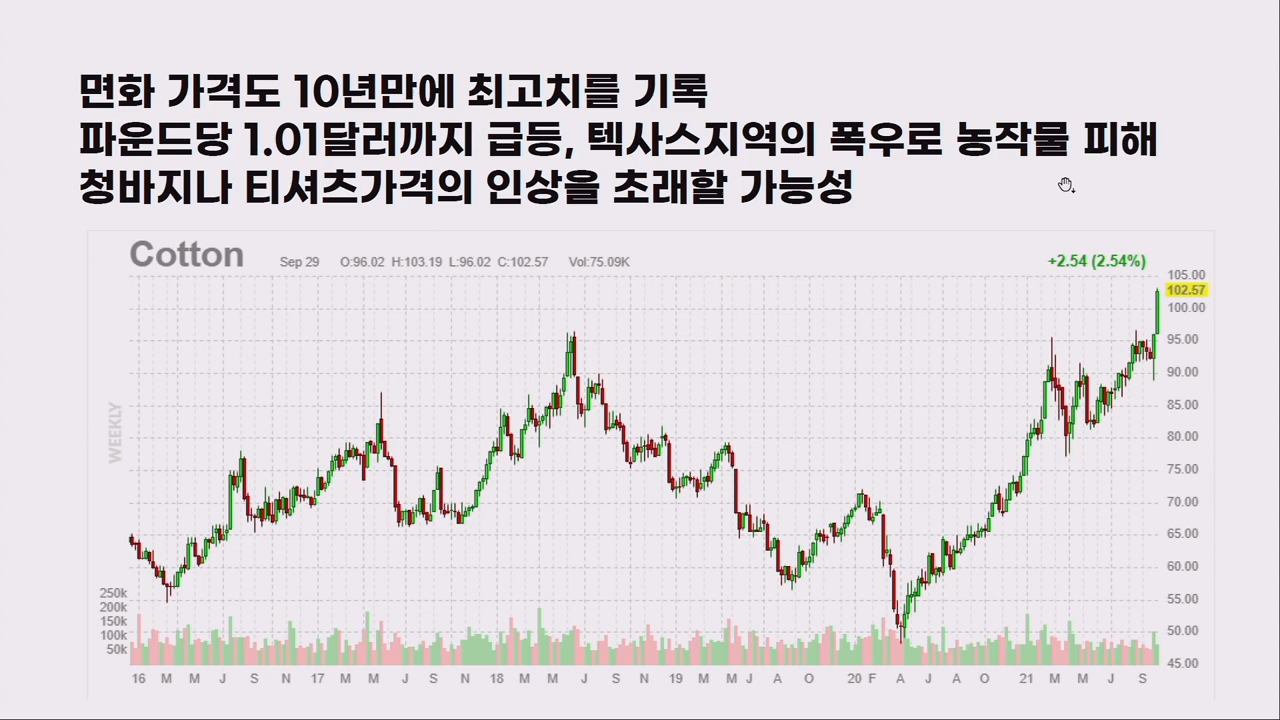 면화 가격도 10년만에 최고치를 기록
파운드당 1.01달러까지 급등, 텍사스지역의 폭우로 농작물 피해
청바지나 티셔츠가격의 인상을 초래할 가능성
Cotton Sep 29 O:96.02 H:103.19 L:96.02 C:102.57 Vol:75.09K +2.54 (2.54%)
105.00
102.57
100.00
95.00
90.00
85.00
80.00
75.00
70.00
65.00
60.00
55.00
50.00
45.00
WEEKLY
250k
200k
150k
100k
50k
16 M M J S N 17 M M J S N 18 M M J S N 19 M M J A O 20 F A J A O 21 M M J S